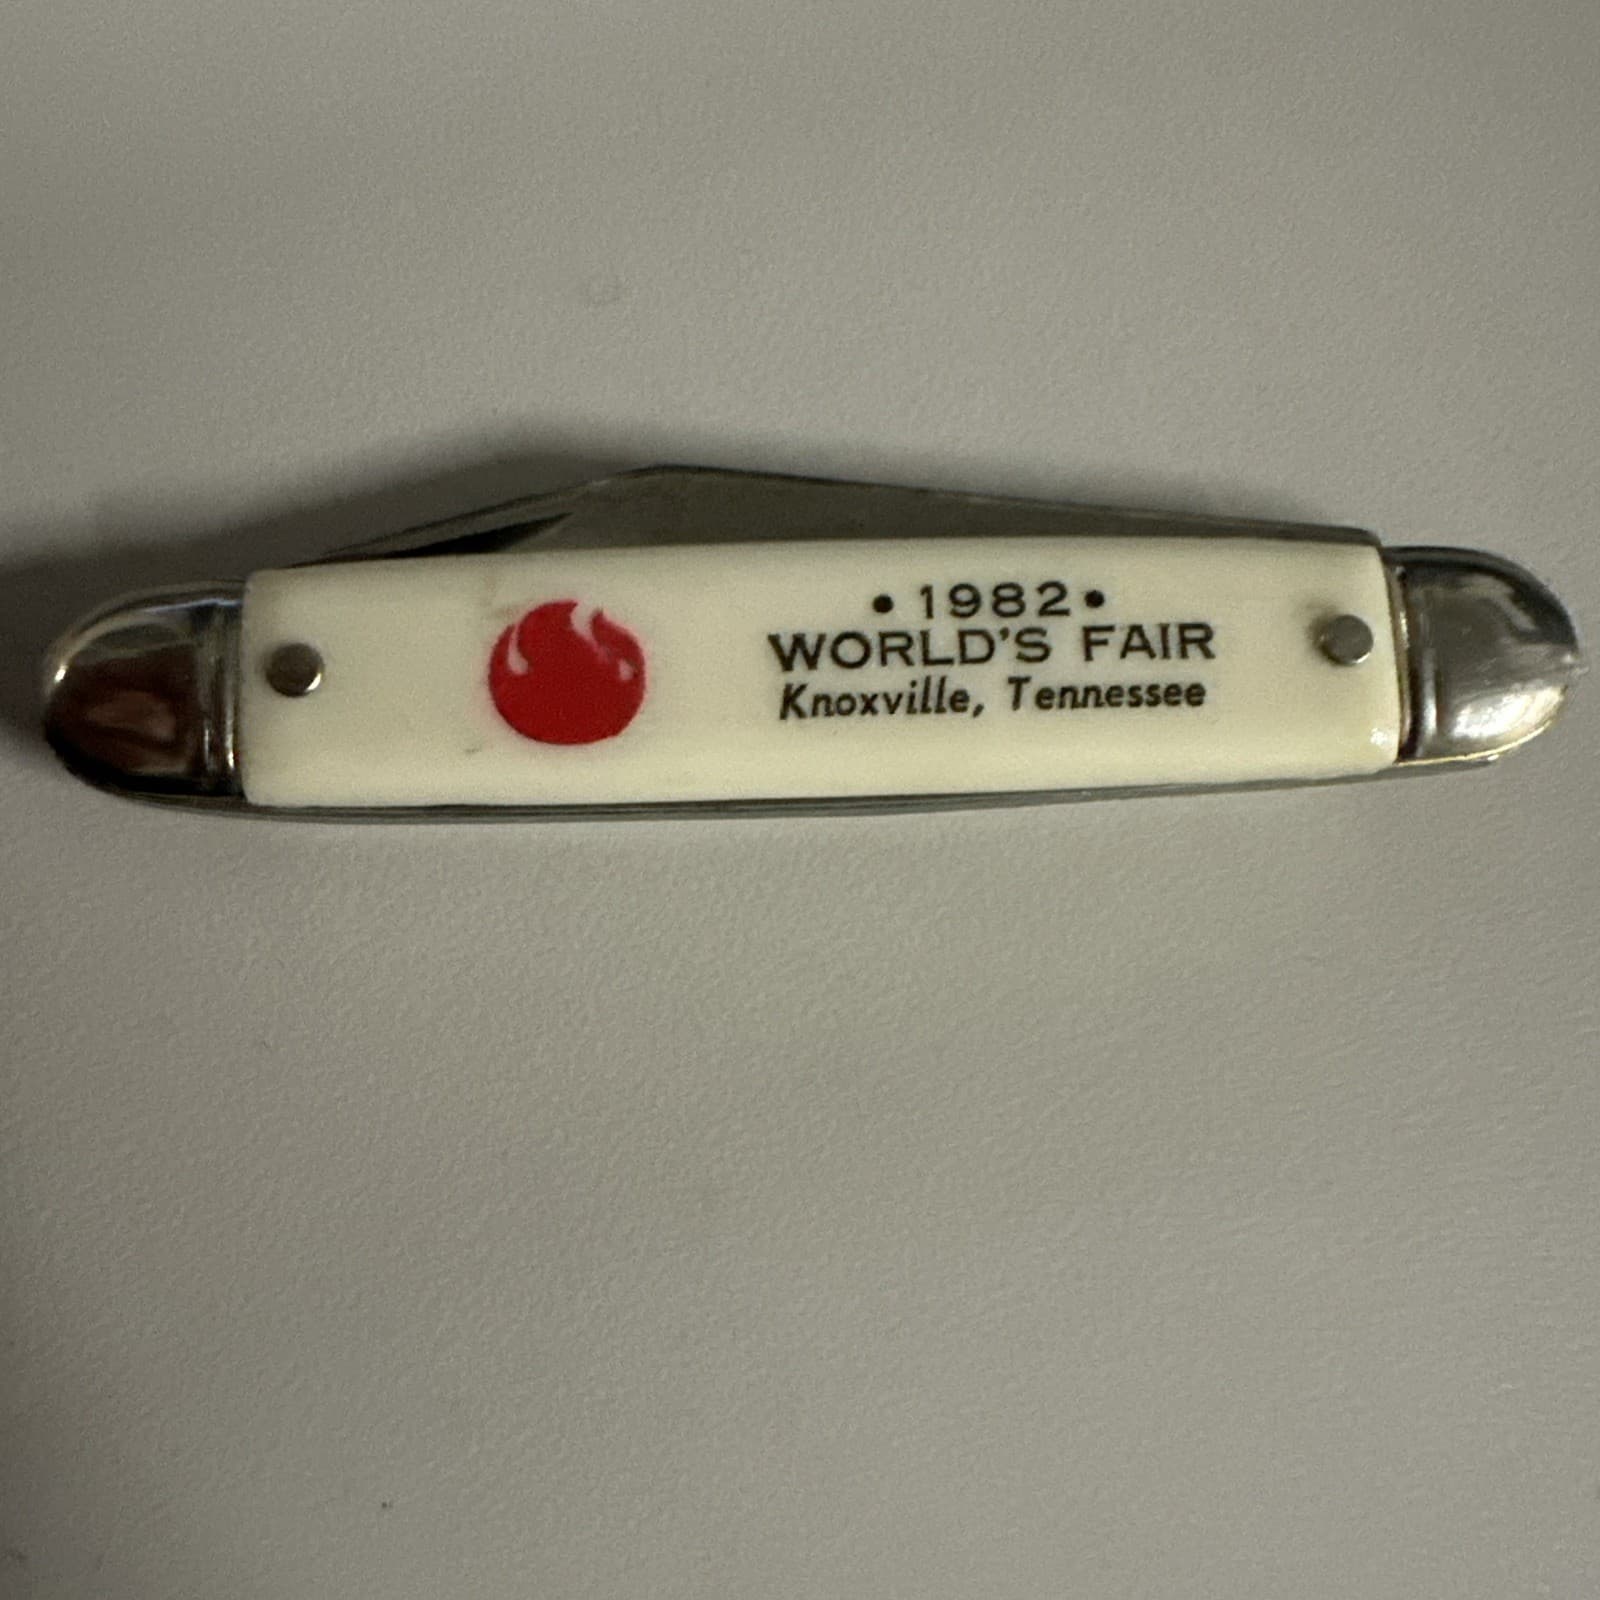 • 1982 •
WORLD'S FAIR
Knoxville, Tennessee